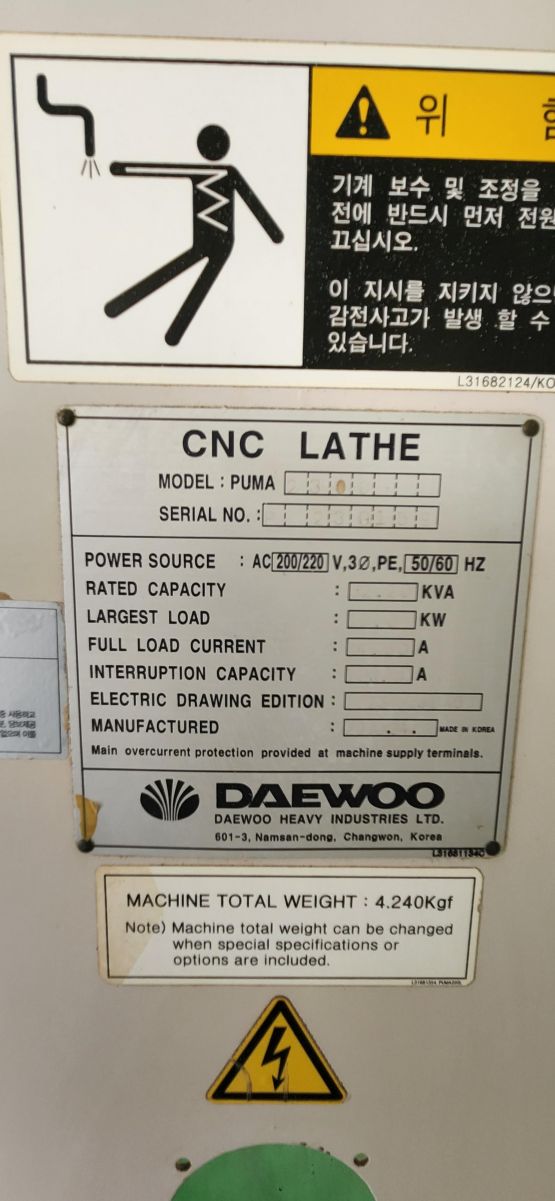 위
기계 보수 및 조정을
전에 반드시 먼저 전원
끄십시오.
이 지시를 지키지 않으
감전사고가 발생 할 수
있습니다.
L31682124/KO
CNC LATHE
MODEL : PUMA
SERIAL NO. :
POWER SOURCE : AC 200/220 V,3Ø,PE, 50/60 HZ
RATED CAPACITY : KVA
LARGEST LOAD : KW
FULL LOAD CURRENT : A
INTERRUPTION CAPACITY : A
ELECTRIC DRAWING EDITION :
MANUFACTURED : . . MADE IN KOREA
Main overcurrent protection provided at machine supply terminals.
DAEWOO
DAEWOO HEAVY INDUSTRIES LTD.
601-3, Namsan-dong, Changwon, Korea
L31681134C
MACHINE TOTAL WEIGHT : 4.240Kgf
Note) Machine total weight can be changed
when special specifications or
options are included.